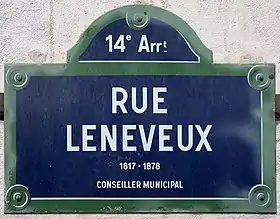 14e Arrt
RUE
LENEVEUX
1817 - 1878
CONSEILLER MUNICIPAL